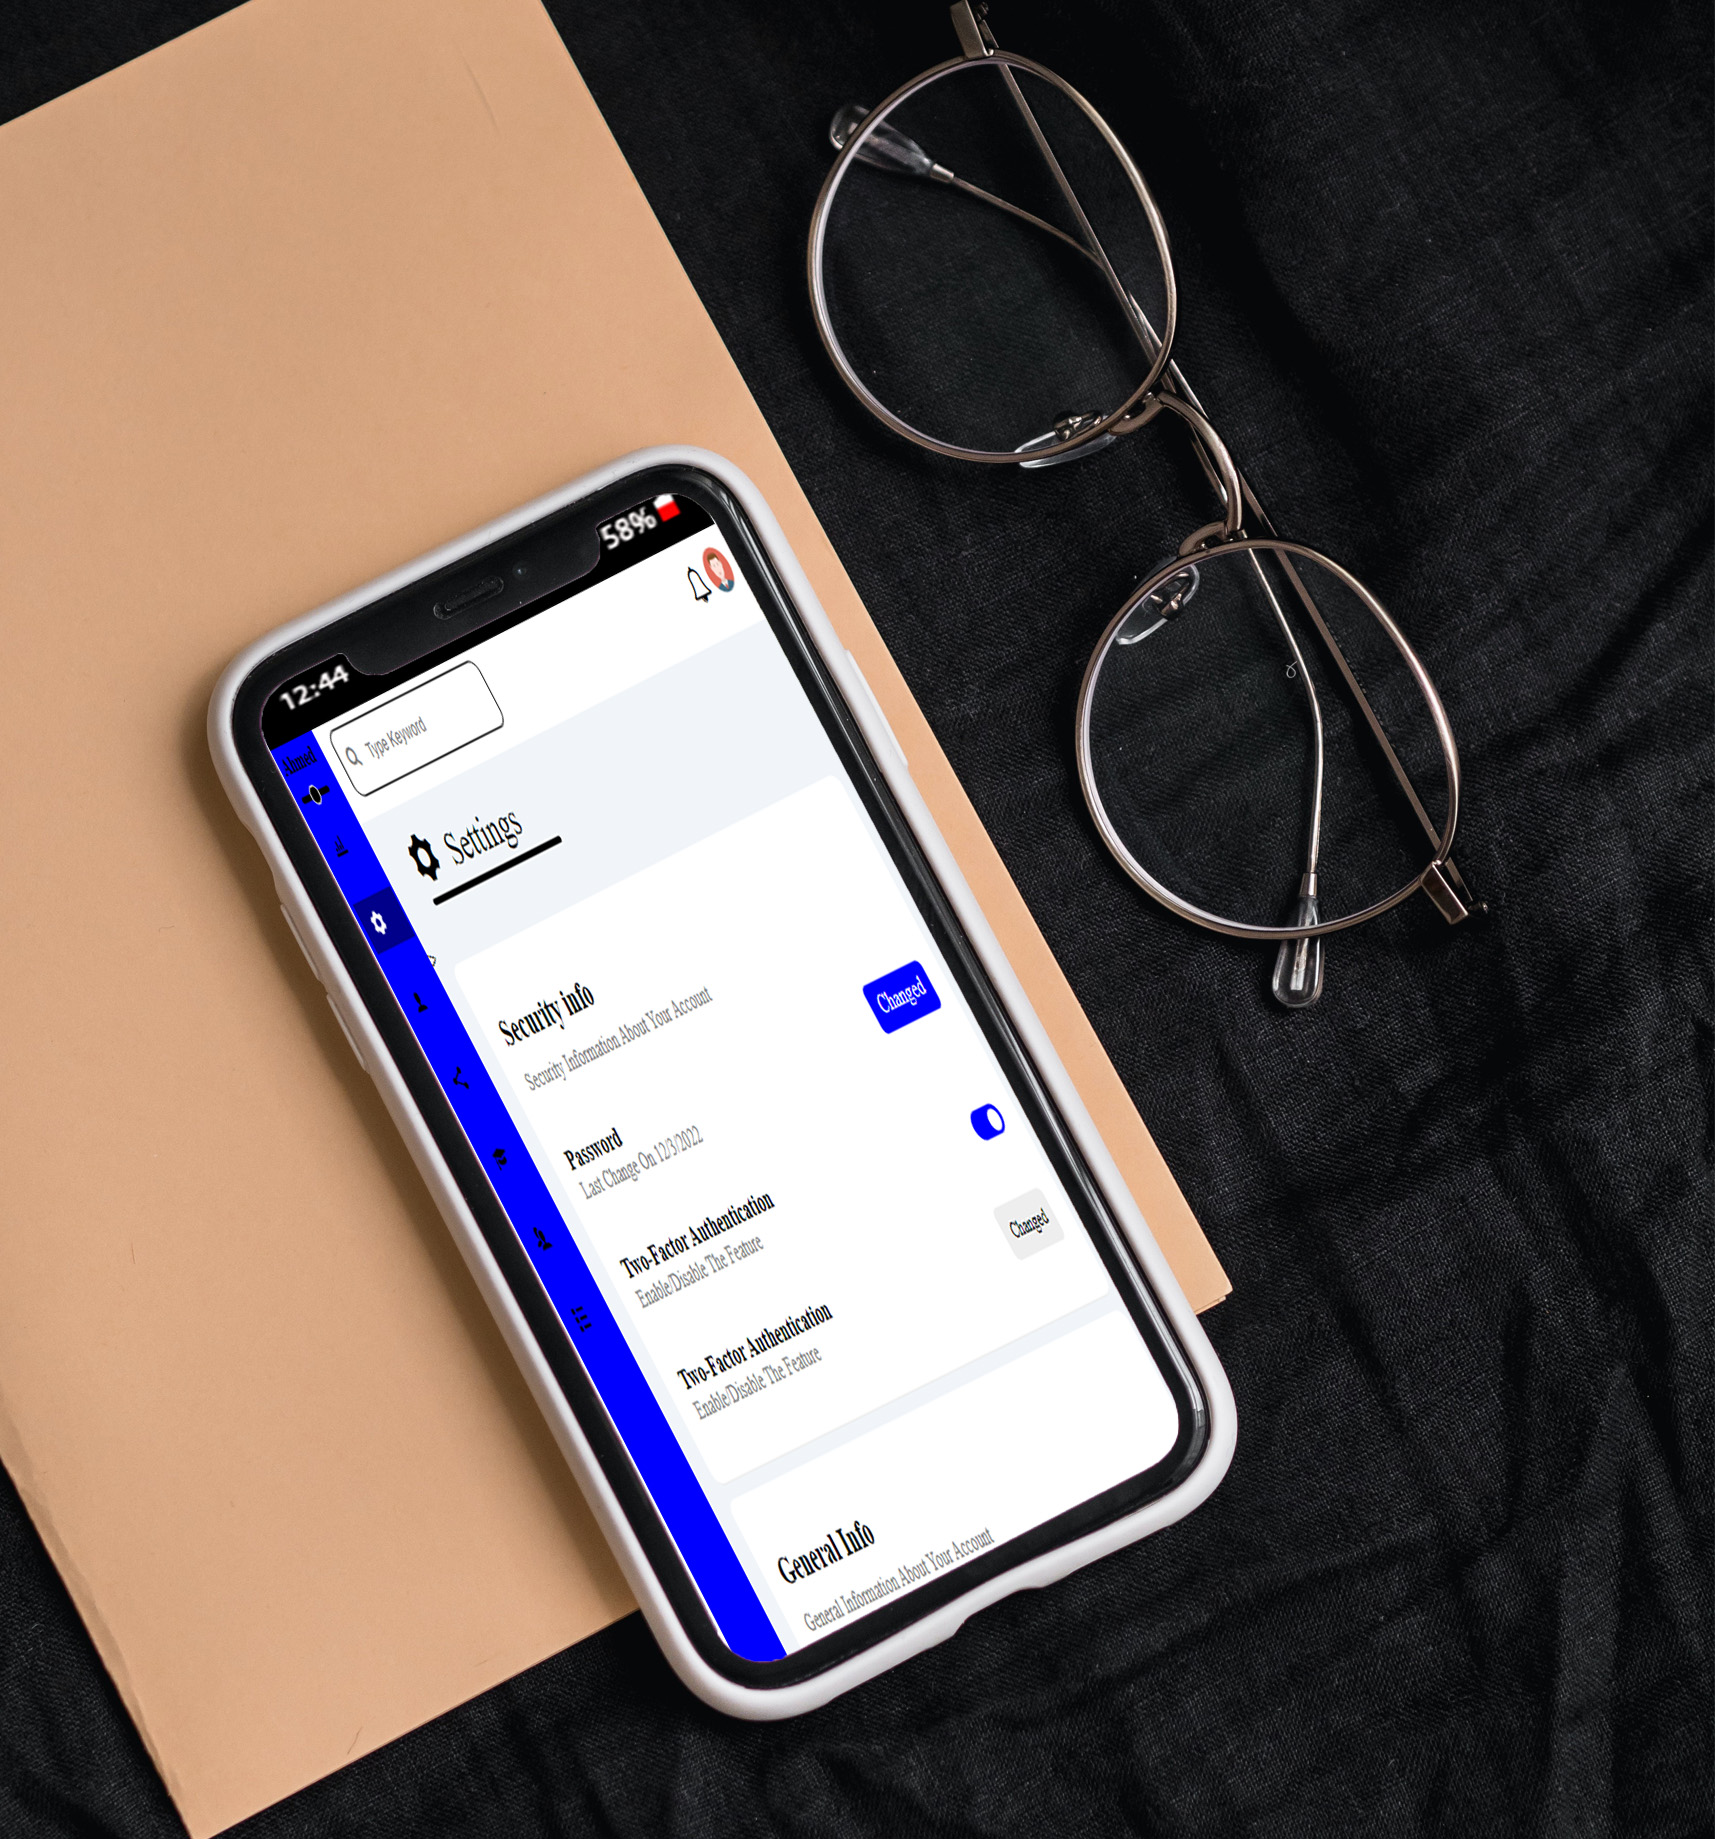 12:44
58%
Ahmed
Type Keyword
Settings
Security info
Security Information About Your Account
Changed
Password
Last Change On 12/3/2022
Two-Factor Authentication
Enable/Disable The Feature
Changed
Two-Factor Authentication
Enable/Disable The Feature
General Info
General Information About Your Account